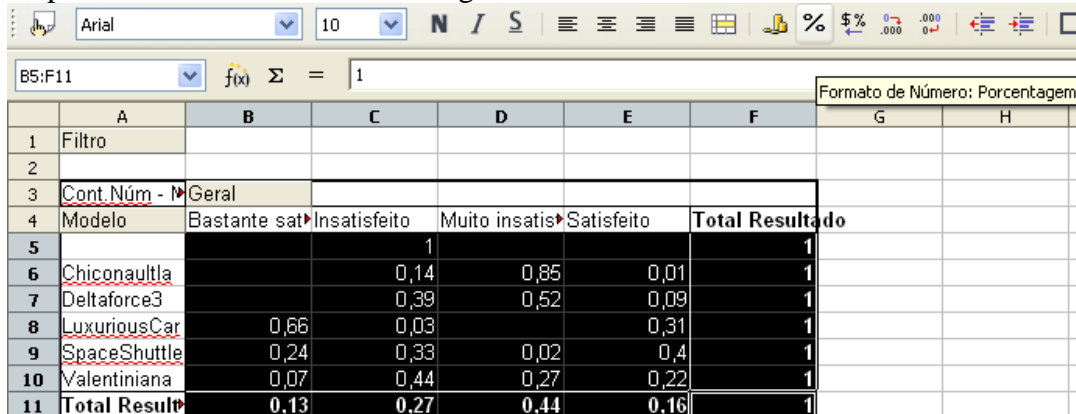 Arial 10 N I S % $% .000 .000
B5:F11 f(x) Σ = 1
Formato de Número: Porcentagem
A B C D E F G H
1 Filtro
2
3 Cont.Núm - Geral
4 Modelo Bastante sat Insatisfeito Muito insatis Satisfeito Total Resultado
5 1 1
6 Chiconaultla 0,14 0,85 0,01 1
7 Deltaforce3 0,39 0,52 0,09 1
8 LuxuriousCar 0,66 0,03 0,31 1
9 SpaceShuttle 0,24 0,33 0,02 0,4 1
10 Valentiniana 0,07 0,44 0,27 0,22 1
11 Total Result 0,13 0,27 0,44 0,16 1